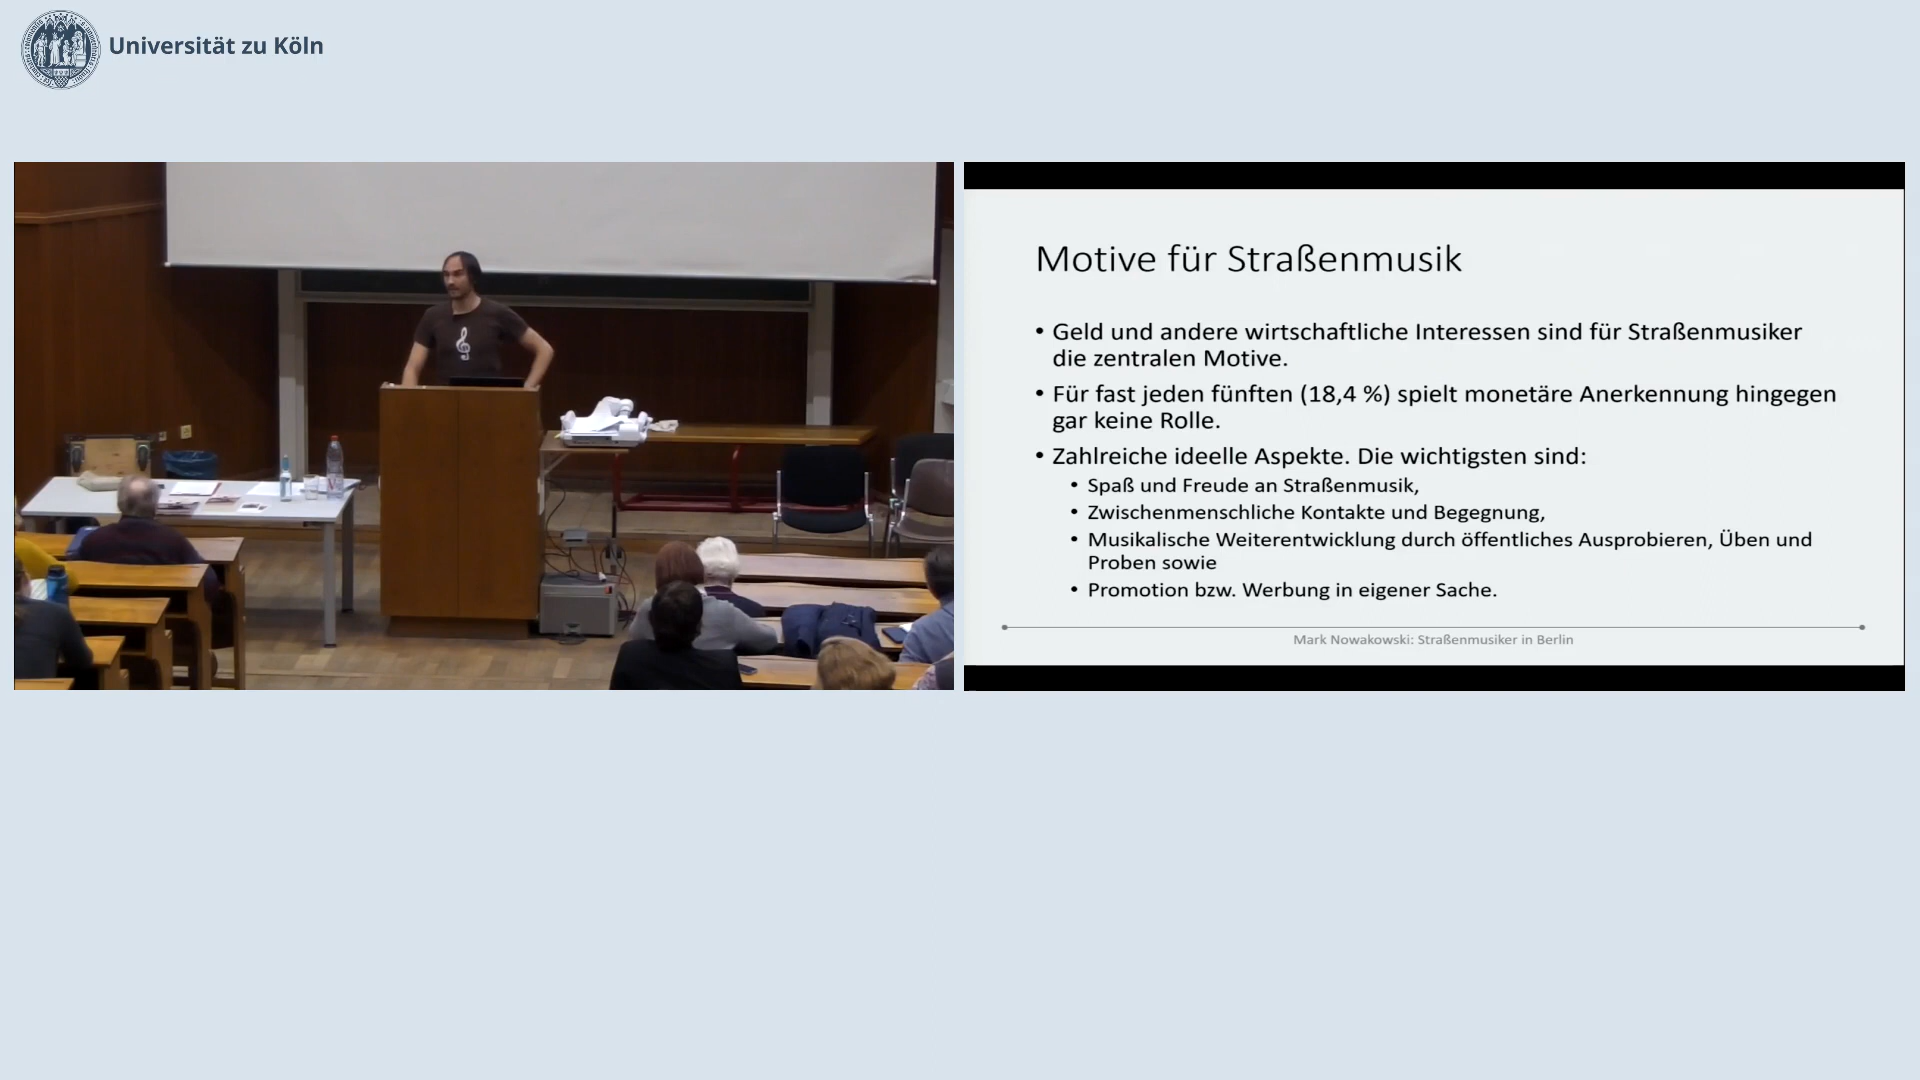 Universität zu Köln
Motive für Straßenmusik
• Geld und andere wirtschaftliche Interessen sind für Straßenmusiker
die zentralen Motive.
• Für fast jeden fünften (18,4 %) spielt monetäre Anerkennung hingegen
gar keine Rolle.
• Zahlreiche ideelle Aspekte. Die wichtigsten sind:
• Spaß und Freude an Straßenmusik,
• Zwischenmenschliche Kontakte und Begegnung,
• Musikalische Weiterentwicklung durch öffentliches Ausprobieren, Üben und
Proben sowie
• Promotion bzw. Werbung in eigener Sache.
Mark Nowakowski: Straßenmusiker in Berlin